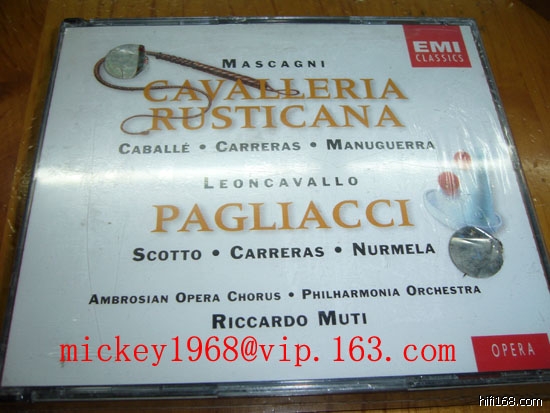 EMI
CLASSICS
MASCAGNI
CAVALLERIA
RUSTICANA
CABALLÉ • CARRERAS • MANUGUERRA
LEONCAVALLO
PAGLIACCI
SCOTTO • CARRERAS • NURMELA
AMBROSIAN OPERA CHORUS • PHILHARMONIA ORCHESTRA
RICCARDO MUTI
mickey1968@vip.163.com
OPERA
hifi168.com